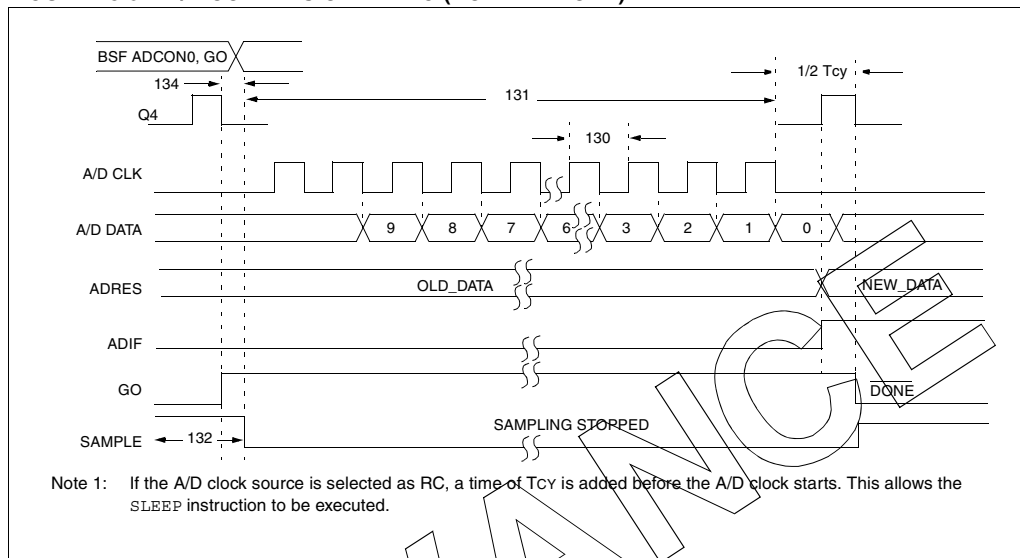 BSF ADCON0, GO
134
131
1/2 Tcy
Q4
130
A/D CLK
A/D DATA
9 8 7 6 3 2 1 0
ADRES
OLD_DATA
NEW_DATA
ADIF
GO
DONE
SAMPLE
132
SAMPLING STOPPED
Note 1: If the A/D clock source is selected as RC, a time of TCY is added before the A/D clock starts. This allows the
SLEEP instruction to be executed.